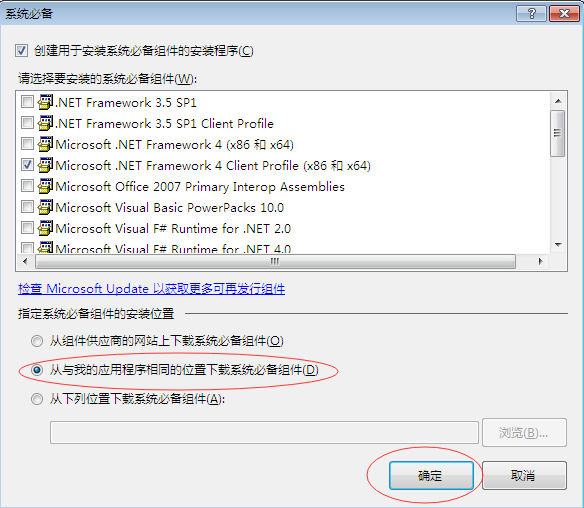 系统必备
创建用于安装系统必备组件的安装程序(C)
请选择要安装的系统必备组件(W):
.NET Framework 3.5 SP1
.NET Framework 3.5 SP1 Client Profile
Microsoft .NET Framework 4 (x86 和 x64)
Microsoft .NET Framework 4 Client Profile (x86 和 x64)
Microsoft Office 2007 Primary Interop Assemblies
Microsoft Visual Basic PowerPacks 10.0
Microsoft Visual F# Runtime for .NET 2.0
Microsoft Visual F# Runtime for .NET 4.0
检查 Microsoft Update 以获取更多可再发行组件
指定系统必备组件的安装位置
从组件供应商的网站上下载系统必备组件(O)
从与我的应用程序相同的位置下载系统必备组件(D)
从下列位置下载系统必备组件(A):
浏览(B)...
确定
取消